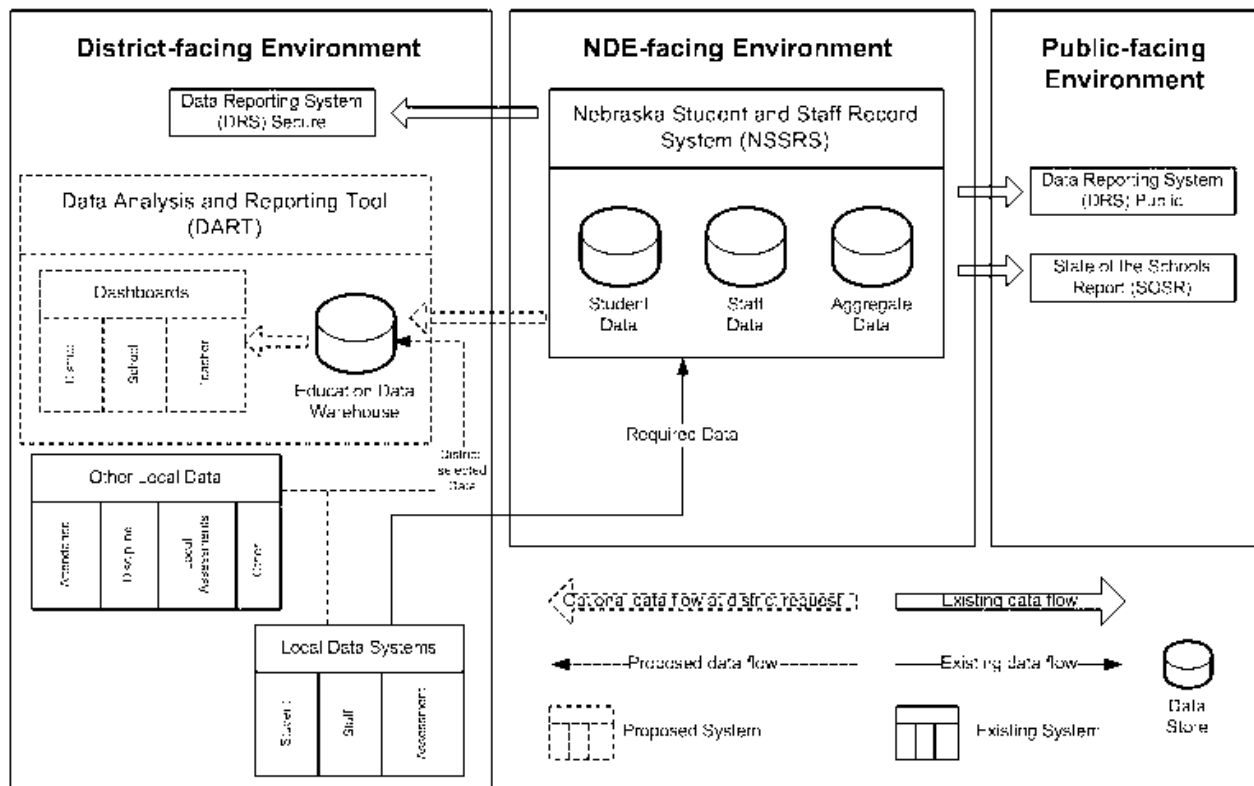 District-facing Environment
Data Reporting System
(DRS) Secure
Data Analysis and Reporting Tool
(DART)
Dashboards
District
School
Teacher
Education Data
Warehouse
District
selected
Data
Other Local Data
Attendance
Discipline
Local
Assessments
Other
Local Data Systems
Student
Staff
Assessment
NDE-facing Environment
Nebraska Student and Staff Record
System (NSSRS)
Student
Data
Staff
Data
Aggregate
Data
Required Data
Public-facing
Environment
Data Reporting System
(DRS) Public
State of the Schools
Report (SOSR)
Optional data flow at district request
Existing data flow
Proposed data flow
Existing data flow
Proposed System
Existing System
Data
Store